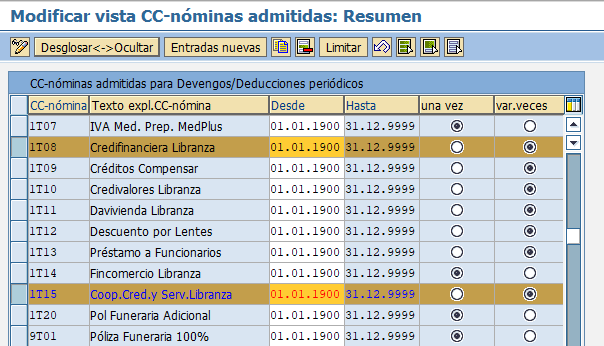 Modificar vista CC-nóminas admitidas: Resumen
Desglosar<->Ocultar Entradas nuevas Limitar
CC-nóminas admitidas para Devengos/Deducciones periódicos
CC-nómina Texto expl.CC-nómina Desde Hasta una vez var.veces
1T07 IVA Med. Prep. MedPlus 01.01.1900 31.12.9999
1T08 Credifinanciera Libranza 01.01.1900 31.12.9999
1T09 Créditos Compensar 01.01.1900 31.12.9999
1T10 Credivalores Libranza 01.01.1900 31.12.9999
1T11 Davivienda Libranza 01.01.1900 31.12.9999
1T12 Descuento por Lentes 01.01.1900 31.12.9999
1T13 Préstamo a Funcionarios 01.01.1900 31.12.9999
1T14 Fincomercio Libranza 01.01.1900 31.12.9999
1T15 Coop.Cred.y Serv.Libranza 01.01.1900 31.12.9999
1T20 Pol Funeraria Adicional 01.01.1900 31.12.9999
9T01 Póliza Funeraria 100% 01.01.1900 31.12.9999